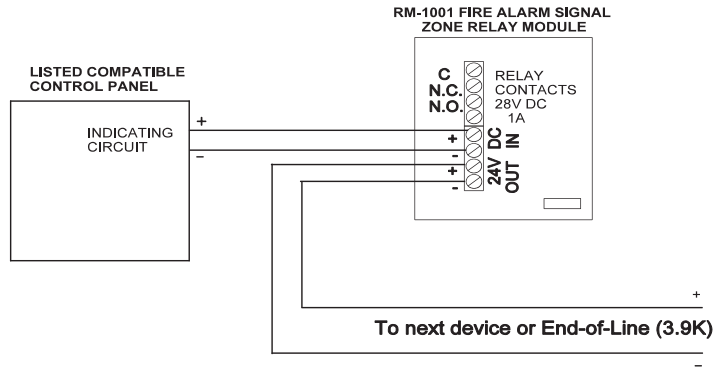 RM-1001 FIRE ALARM SIGNAL
ZONE RELAY MODULE
LISTED COMPATIBLE
CONTROL PANEL
INDICATING
CIRCUIT
+
−
C
N.C.
N.O.
RELAY
CONTACTS
28V DC
1A
+
-
+
-
24V DC
IN
OUT
+
To next device or End-of-Line (3.9K)
−